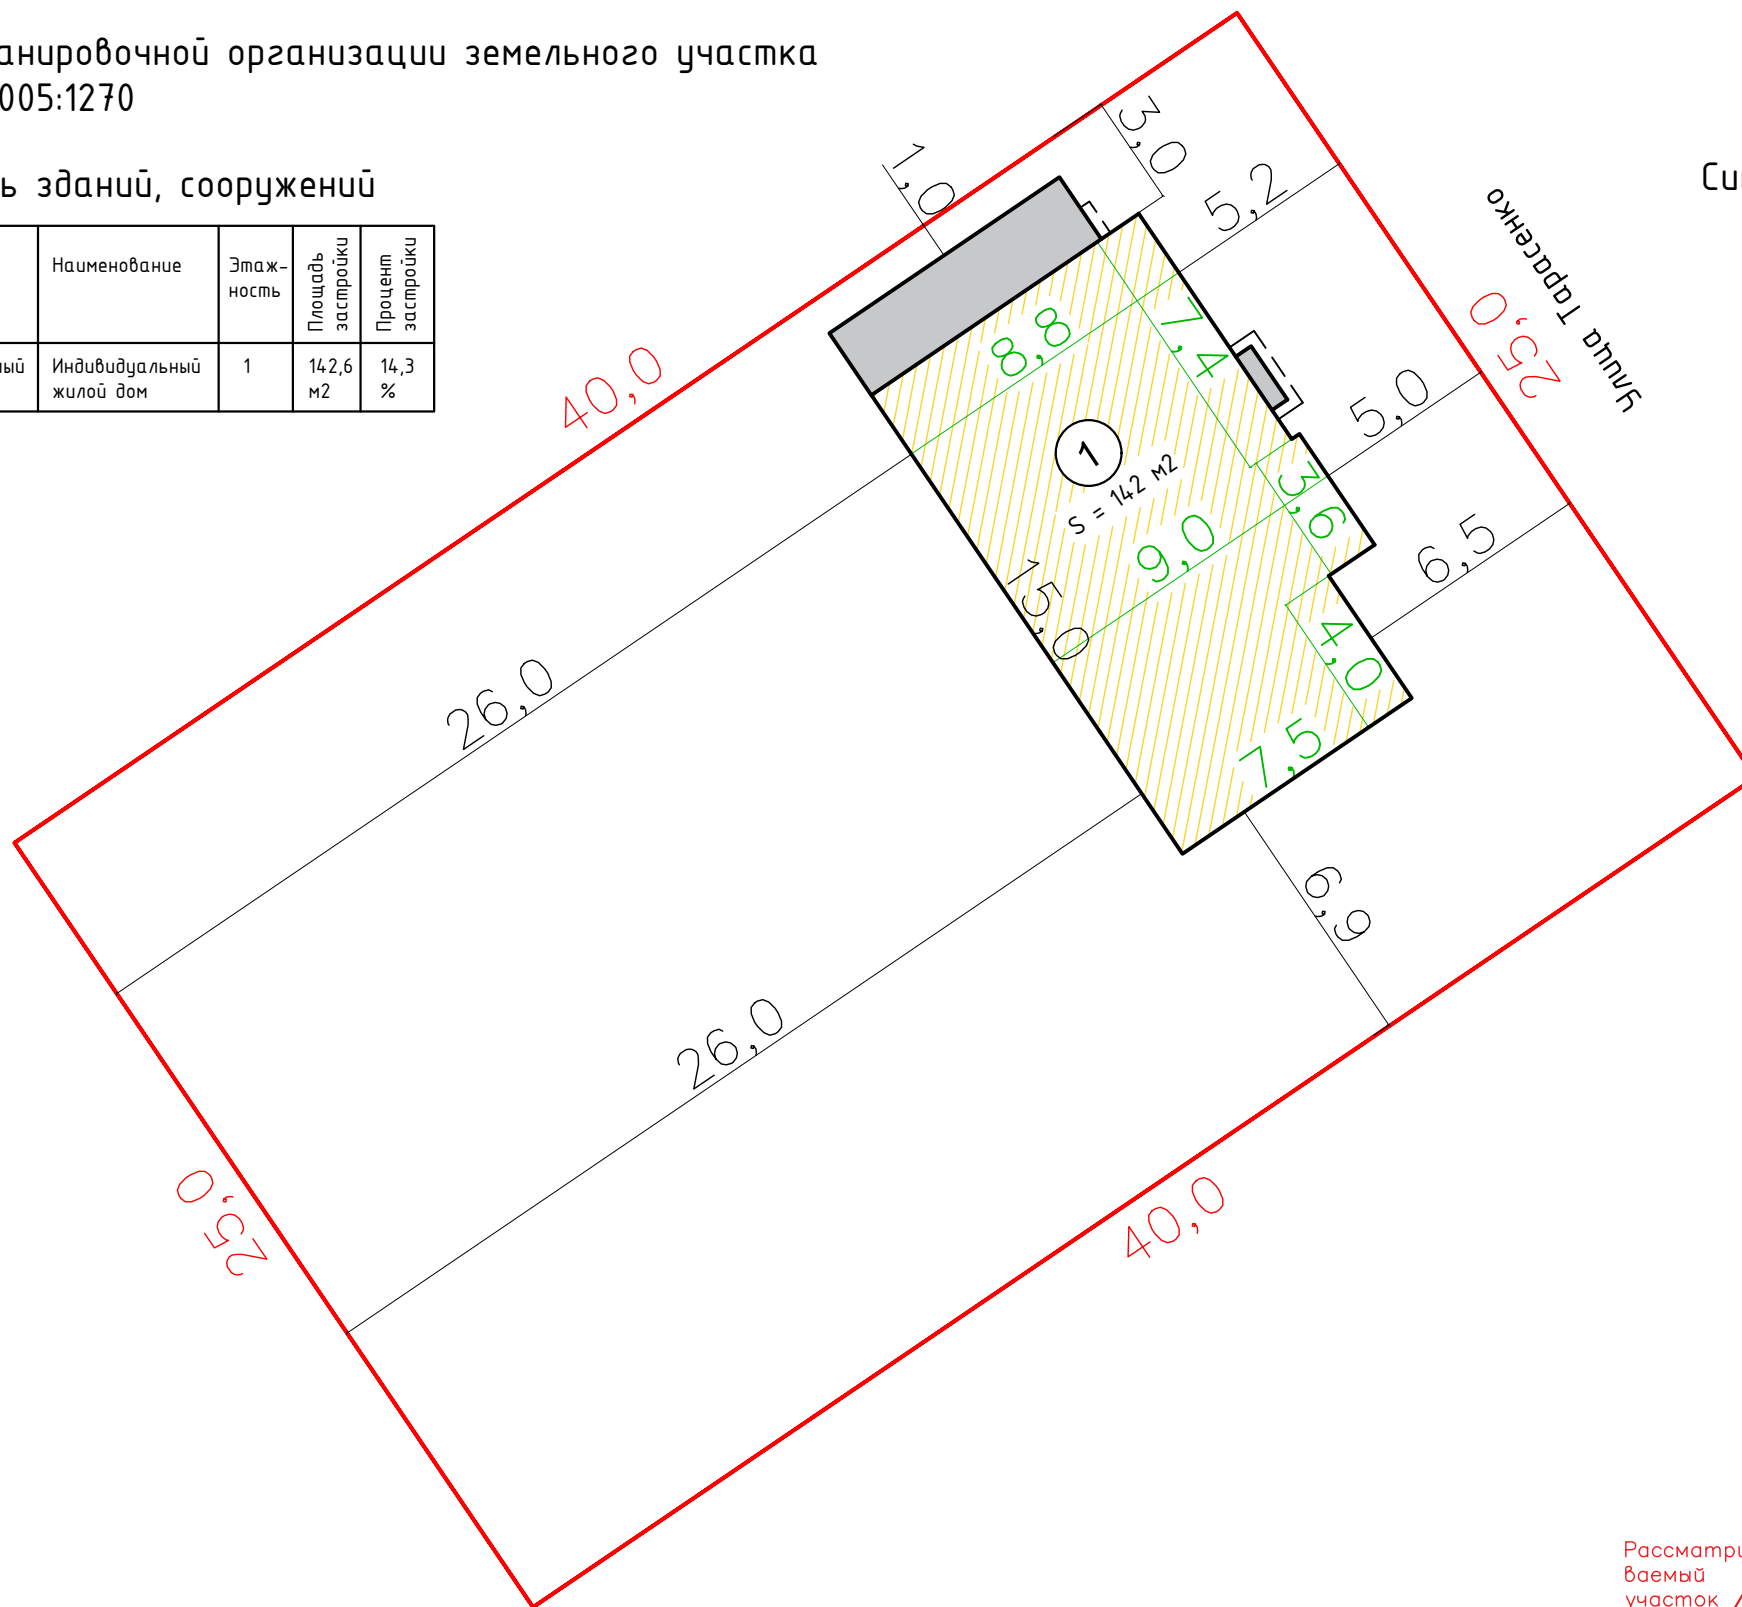 анировочной организации земельного участка
005:1270
ь зданий, сооружений
Наименование
Этаж-
ность
Площадь
застройки
Процент
застройки
ный
Индивидуальный
жилой дом
1
142,6
м2
14,3
%
1,0
3,0
5,2
Улица Тарасенко
25,0
40,0
8,8
7,4
5,0
1
S = 142 м2
3,6
9,0
6,5
15,0
4,0
26,0
7,5
6,9
26,0
25,0
40,0
Рассматри
ваемый
участок